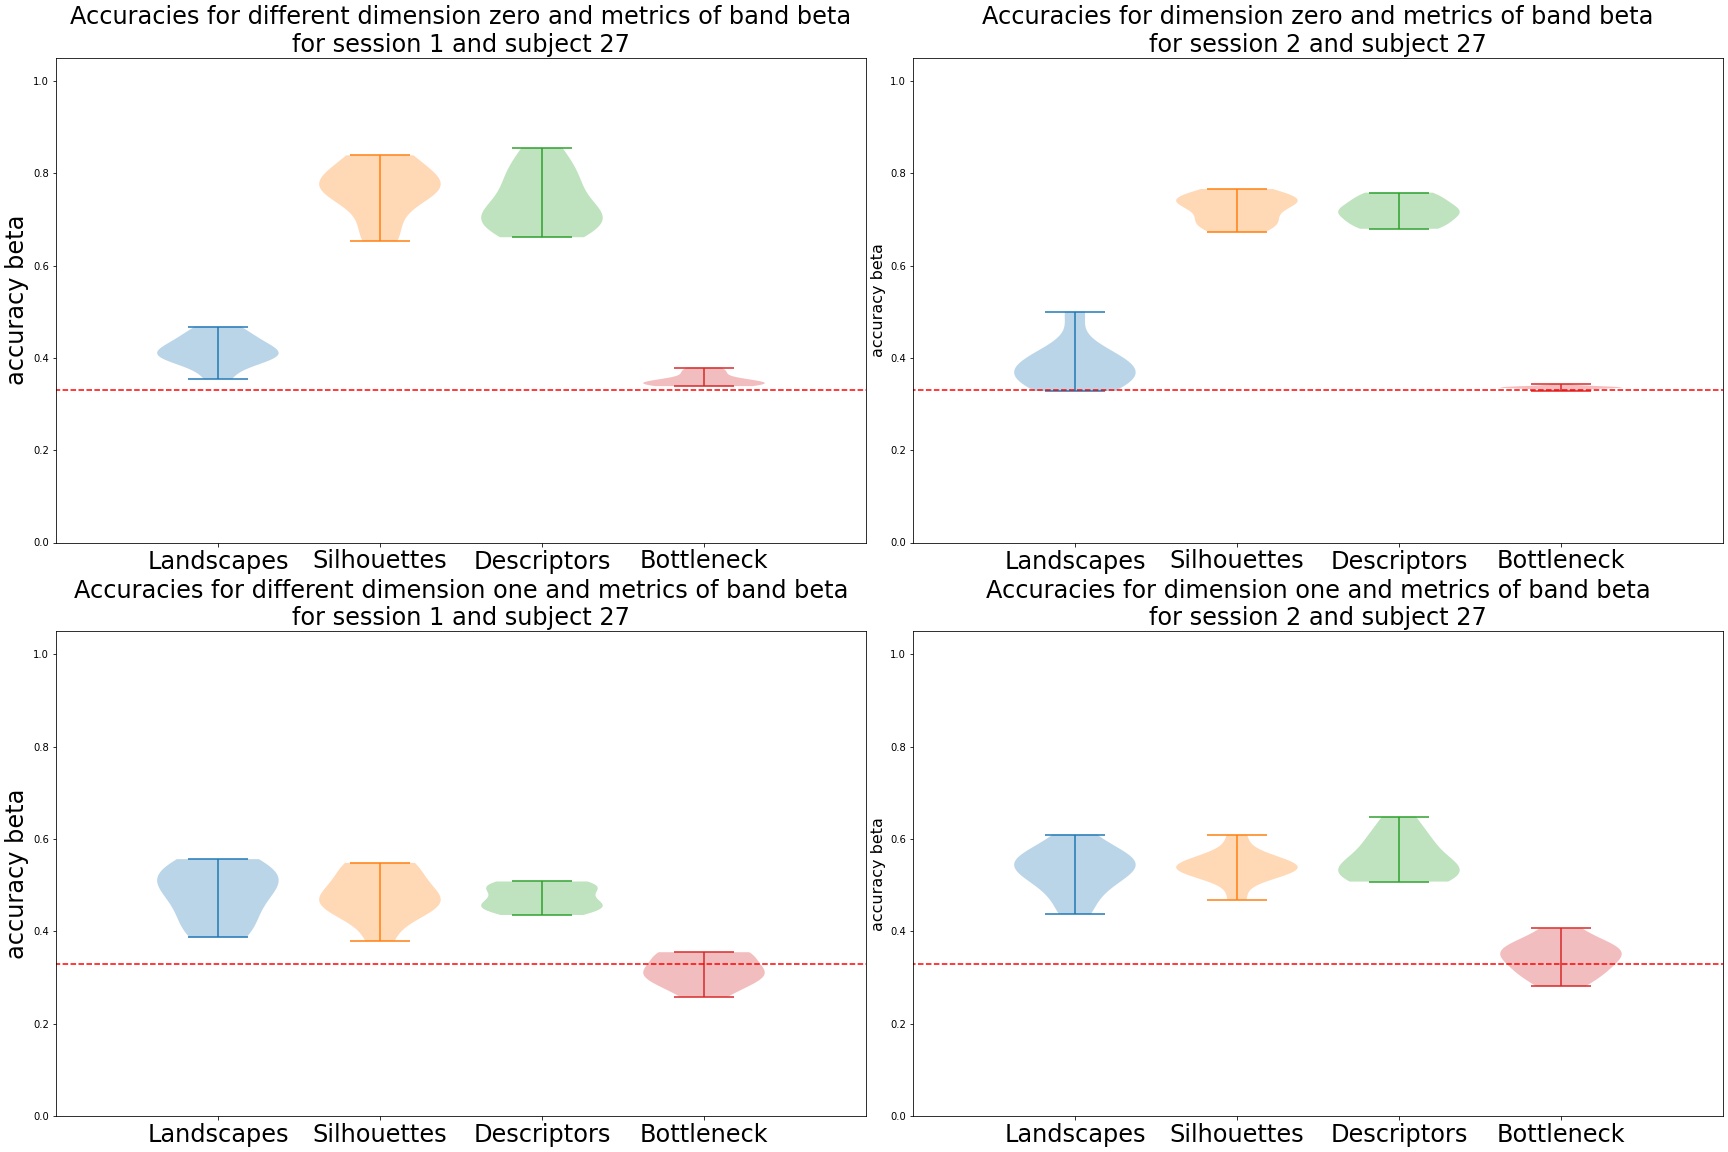 Accuracies for different dimension zero and metrics of band beta
for session 1 and subject 27
accuracy beta
1.0
0.8
0.6
0.4
0.2
0.0
Landscapes Silhouettes Descriptors Bottleneck
Accuracies for dimension zero and metrics of band beta
for session 2 and subject 27
accuracy beta
1.0
0.8
0.6
0.4
0.2
0.0
Landscapes Silhouettes Descriptors Bottleneck
Accuracies for different dimension one and metrics of band beta
for session 1 and subject 27
accuracy beta
1.0
0.8
0.6
0.4
0.2
0.0
Landscapes Silhouettes Descriptors Bottleneck
Accuracies for dimension one and metrics of band beta
for session 2 and subject 27
accuracy beta
1.0
0.8
0.6
0.4
0.2
0.0
Landscapes Silhouettes Descriptors Bottleneck